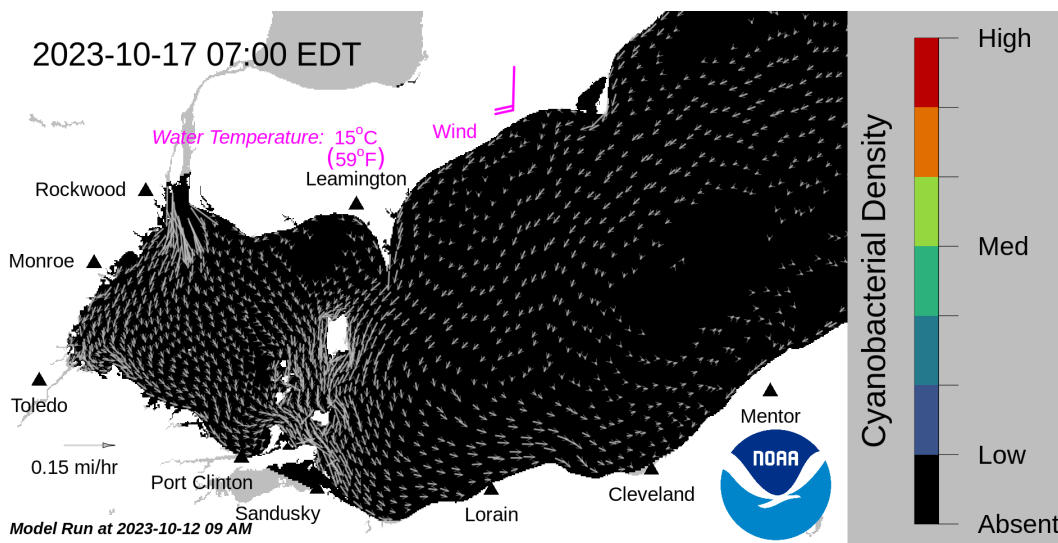 2023-10-17 07:00 EDT
High
Wind
Water Temperature: 15°C
(59°F)
Leamington
Rockwood
Cyanobacterial Density
Med
Monroe
Toledo
Mentor
NOAA
0.15 mi/hr
Low
Port Clinton
Cleveland
Sandusky
Lorain
Model Run at 2023-10-12 09 AM
Absent